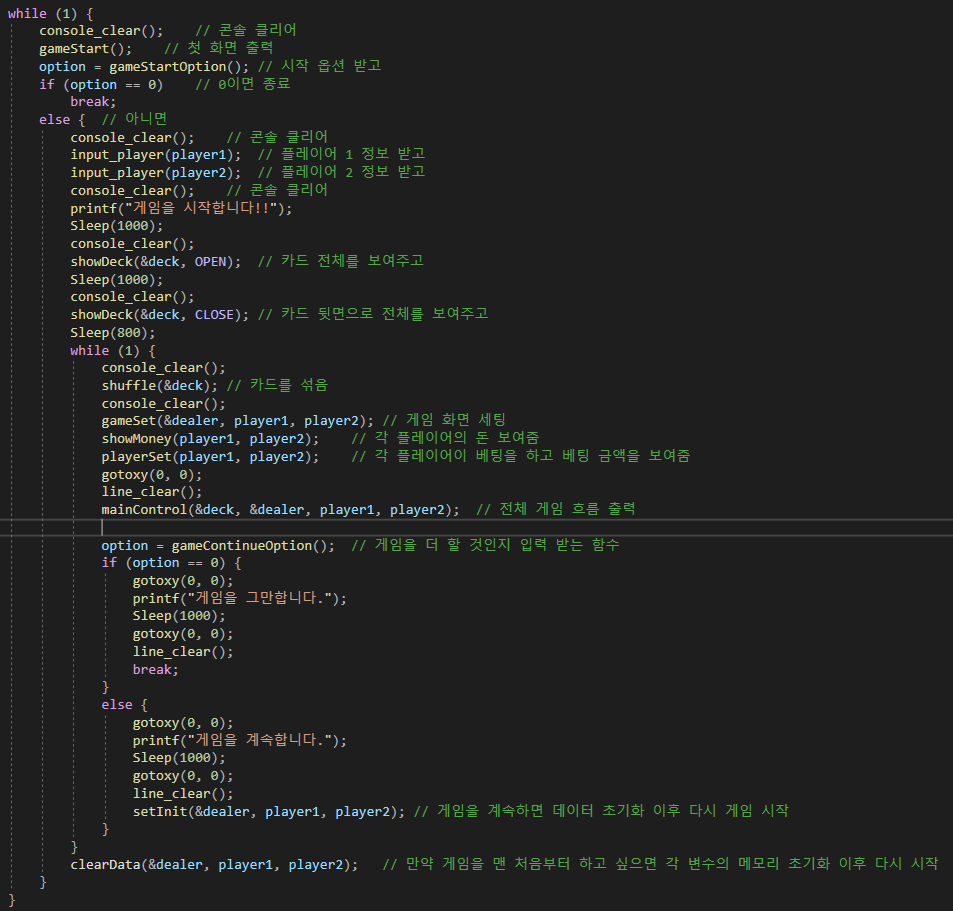 while (1) {
    console_clear();    // 콘솔 클리어
    gameStart();    // 첫 화면 출력
    option = gameStartOption(); // 시작 옵션 받고
    if (option == 0)    // 0이면 종료
        break;
    else {  // 아니면
        console_clear();    // 콘솔 클리어
        input_player(player1);  // 플레이어 1 정보 받고
        input_player(player2);  // 플레이어 2 정보 받고
        console_clear();    // 콘솔 클리어
        printf("게임을 시작합니다!!");
        Sleep(1000);
        console_clear();
        showDeck(&deck, OPEN);  // 카드 전체를 보여주고
        Sleep(1000);
        console_clear();
        showDeck(&deck, CLOSE); // 카드 뒷면으로 전체를 보여주고
        Sleep(800);
        while (1) {
            console_clear();
            shuffle(&deck); // 카드를 섞음
            console_clear();
            gameSet(&dealer, player1, player2); // 게임 화면 세팅
            showMoney(player1, player2);    // 각 플레이어의 돈 보여줌
            playerSet(player1, player2);    // 각 플레이어이 베팅을 하고 베팅 금액을 보여줌
            gotoxy(0, 0);
            line_clear();
            mainControl(&deck, &dealer, player1, player2);  // 전체 게임 흐름 출력
            option = gameContinueOption();  // 게임을 더 할 것인지 입력 받는 함수
            if (option == 0) {
                gotoxy(0, 0);
                printf("게임을 그만합니다.");
                Sleep(1000);
                gotoxy(0, 0);
                line_clear();
                break;
            }
            else {
                gotoxy(0, 0);
                printf("게임을 계속합니다.");
                Sleep(1000);
                gotoxy(0, 0);
                line_clear();
                setInit(&dealer, player1, player2); // 게임을 계속하면 데이터 초기화 이후 다시 게임 시작
            }
        }
        clearData(&dealer, player1, player2);   // 만약 게임을 맨 처음부터 하고 싶으면 각 변수의 메모리 초기화 이후 다시 시작
    }
}